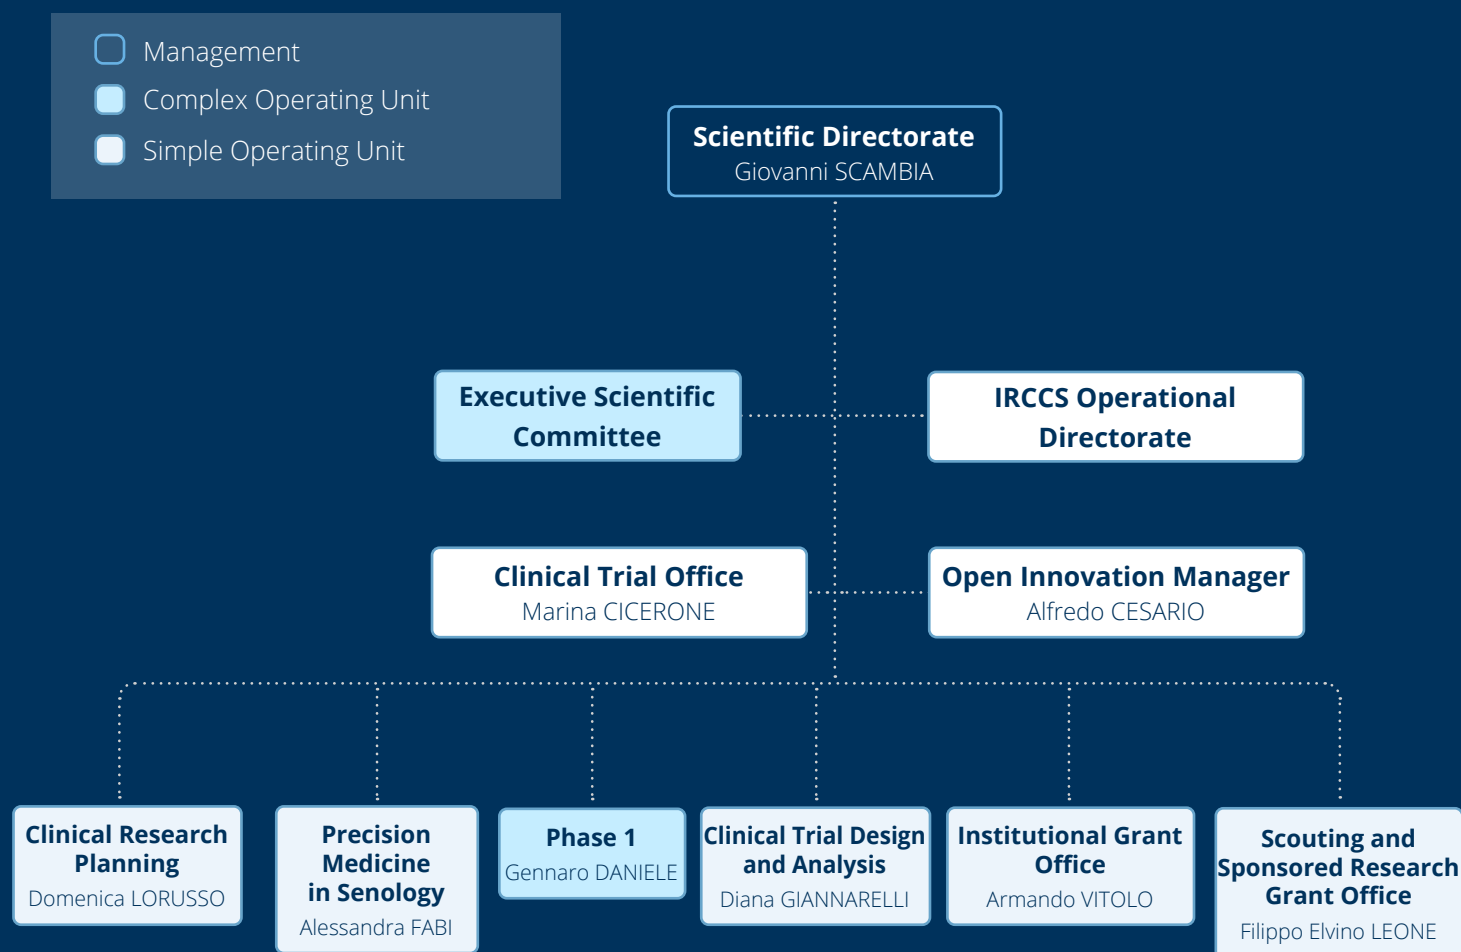 Management
Complex Operating Unit
Simple Operating Unit
Scientific Directorate
Giovanni SCAMBIA
Executive Scientific
Committee
IRCCS Operational
Directorate
Clinical Trial Office
Marina CICERONE
Open Innovation Manager
Alfredo CESARIO
Clinical Research
Planning
Domenica LORUSSO
Precision
Medicine
in Senology
Alessandra FABI
Phase 1
Gennaro DANIELE
Clinical Trial Design
and Analysis
Diana GIANNARELLI
Institutional Grant
Office
Armando VITOLO
Scouting and
Sponsored Research
Grant Office
Filippo Elvino LEONE